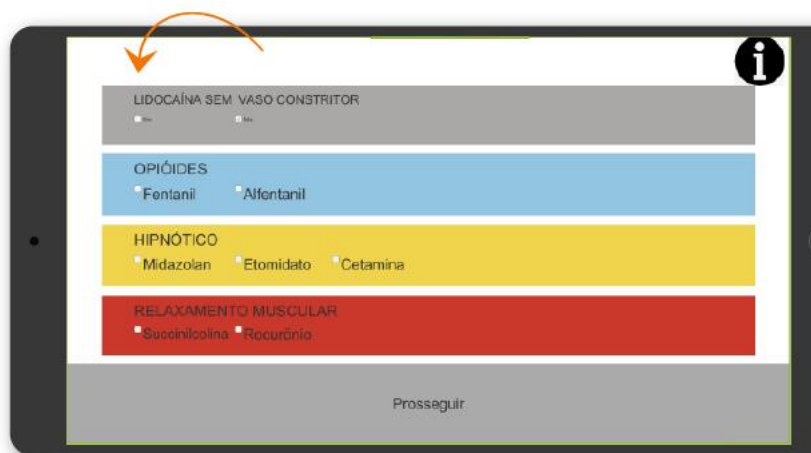 i
LIDOCAÍNA SEM VASO CONSTRITOR
OPIÓIDES
Fentanil Alfentanil
HIPNÓTICO
Midazolan Etomidato Cetamina
RELAXAMENTO MUSCULAR
Succinilcolina Rocurônio
Prosseguir